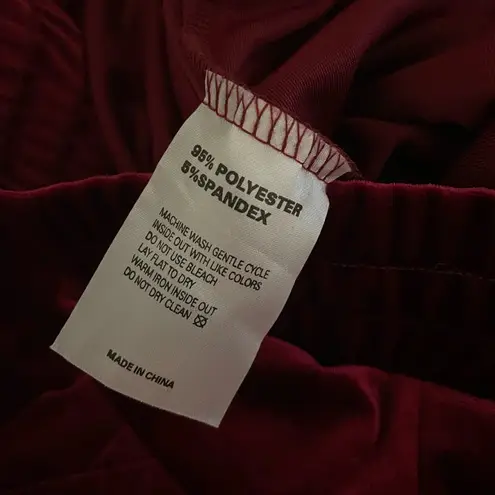 95% POLYESTER
5%SPANDEX
MACHINE WASH GENTLE CYCLE
INSIDE OUT WITH LIKE COLORS
DO NOT USE BLEACH
LAY FLAT TO DRY
WARM IRON INSIDE OUT
DO NOT DRY CLEAN
MADE IN CHINA